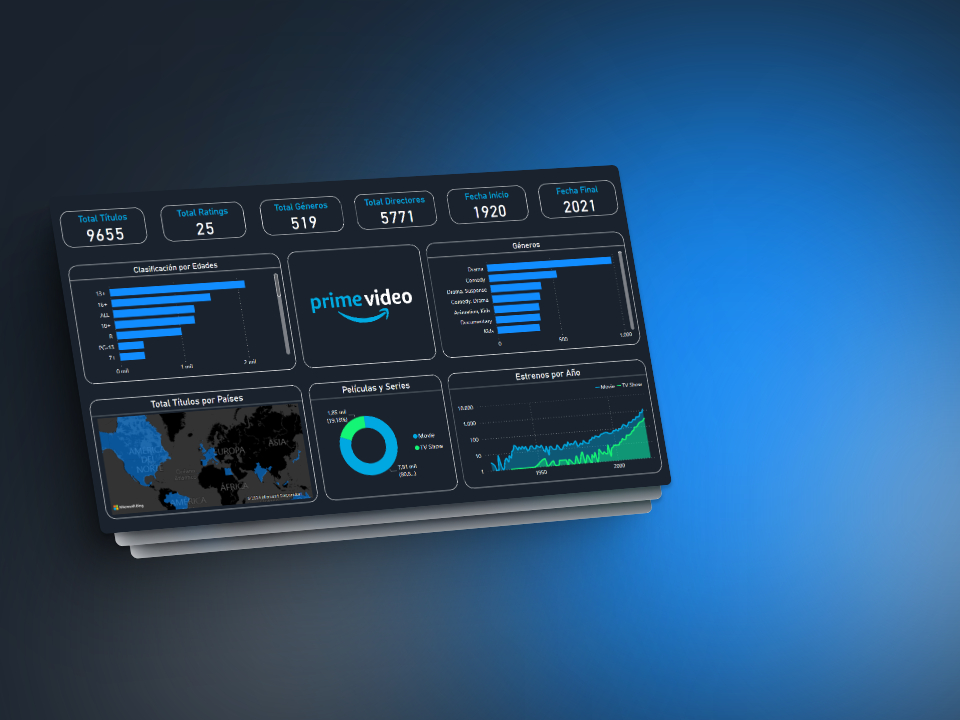 Total Títulos
9655
Total Ratings
25
Total Géneros
519
Total Directores
5771
Fecha Inicio
1920
Fecha Final
2021
Clasificación por Edades
13+
16+
ALL
18+
R
PG-13
7+
0 mil
1 mil
2 mil
prime video
Géneros
Drama
Comedy
Drama, Suspense
Comedy, Drama
Animation, Kids
Documentary
Kids
0
500
1,000
Total Títulos por Países
AMÉRICA DEL NORTE
EUROPA
ASIA
ÁFRICA
AMÉRICA
Microsoft Bing
Películas y Series
1,85 mil
(19,18%)
Movie
TV Show
7,81 mil
(80,8...)
Estrenos por Año
Movie
TV Show
10,000
1,000
100
10
1
1950
2000